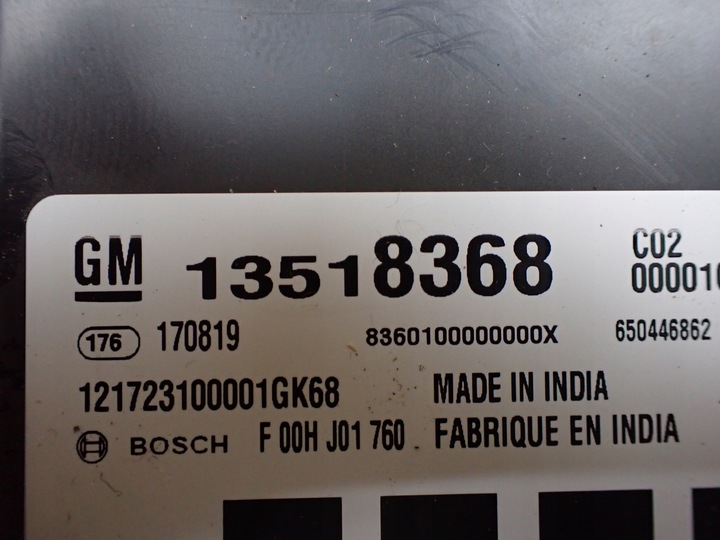 GM 13518368 C02
00001
176 170819 8360100000000X 650446862
121723100001GK68 MADE IN INDIA
BOSCH F 00H J01 760 FABRIQUE EN INDIA